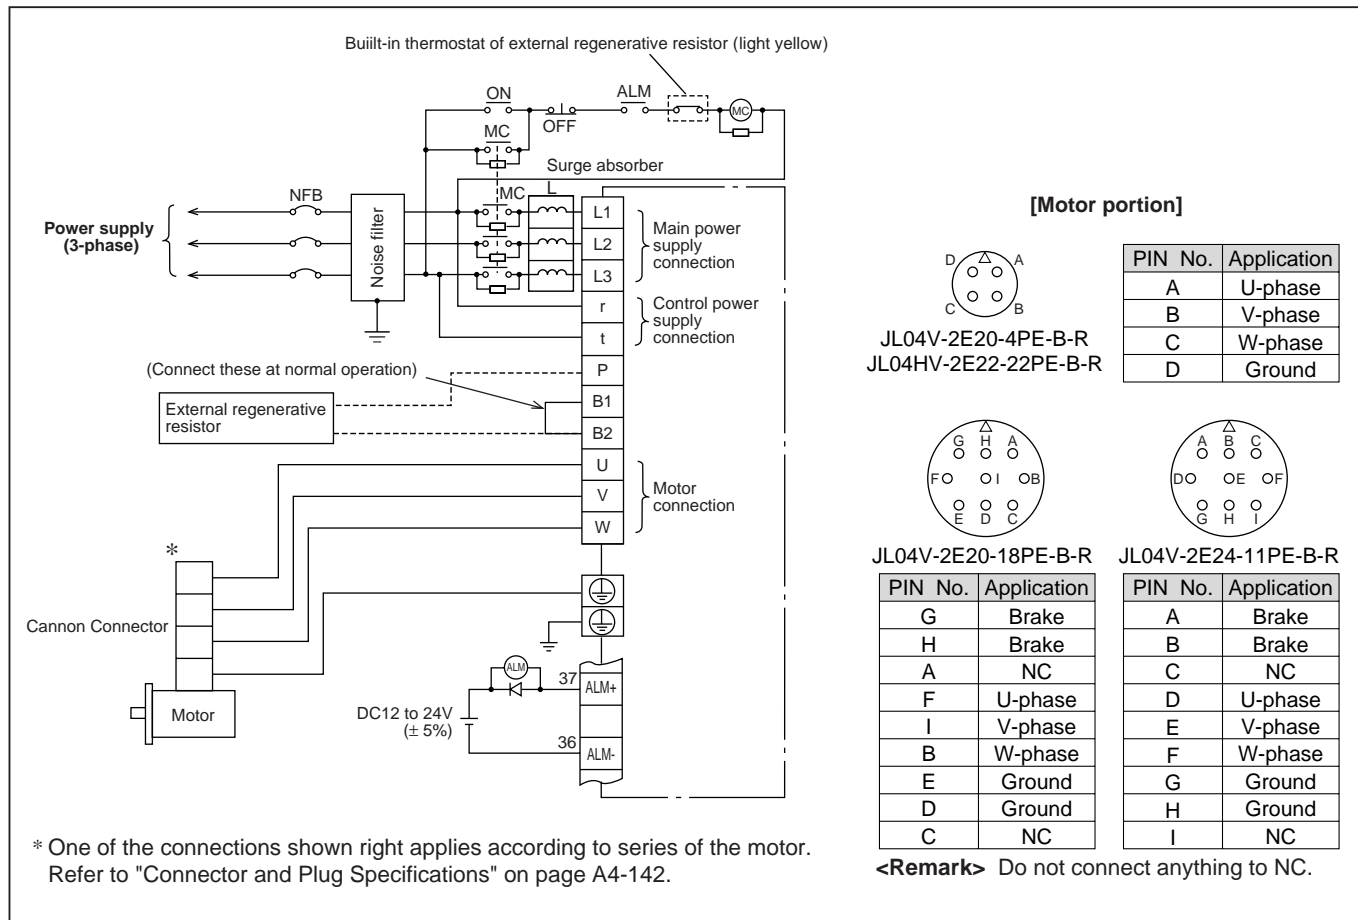 Buiilt-in thermostat of external regenerative resistor (light yellow)
ON
OFF
ALM
MC
MC
Surge absorber
MC
L
NFB
Power supply
(3-phase)
Noise filter
L1
L2
L3
Main power
supply
connection
r
t
Control power
supply
connection
(Connect these at normal operation)
P
B1
B2
External regenerative
resistor
U
V
W
Motor
connection
*
Cannon Connector
Motor
ALM
DC12 to 24V
(± 5%)
37
ALM+
36
ALM-
* One of the connections shown right applies according to series of the motor.
Refer to "Connector and Plug Specifications" on page A4-142.
[Motor portion]
D A
C B
JL04V-2E20-4PE-B-R
JL04HV-2E22-22PE-B-R
PIN No. Application
A U-phase
B V-phase
C W-phase
D Ground
G H A
F I B
E D C
JL04V-2E20-18PE-B-R
PIN No. Application
G Brake
H Brake
A NC
F U-phase
I V-phase
B W-phase
E Ground
D Ground
C NC
A B C
D E F
G H I
JL04V-2E24-11PE-B-R
PIN No. Application
A Brake
B Brake
C NC
D U-phase
E V-phase
F W-phase
G Ground
H Ground
I NC
<Remark> Do not connect anything to NC.